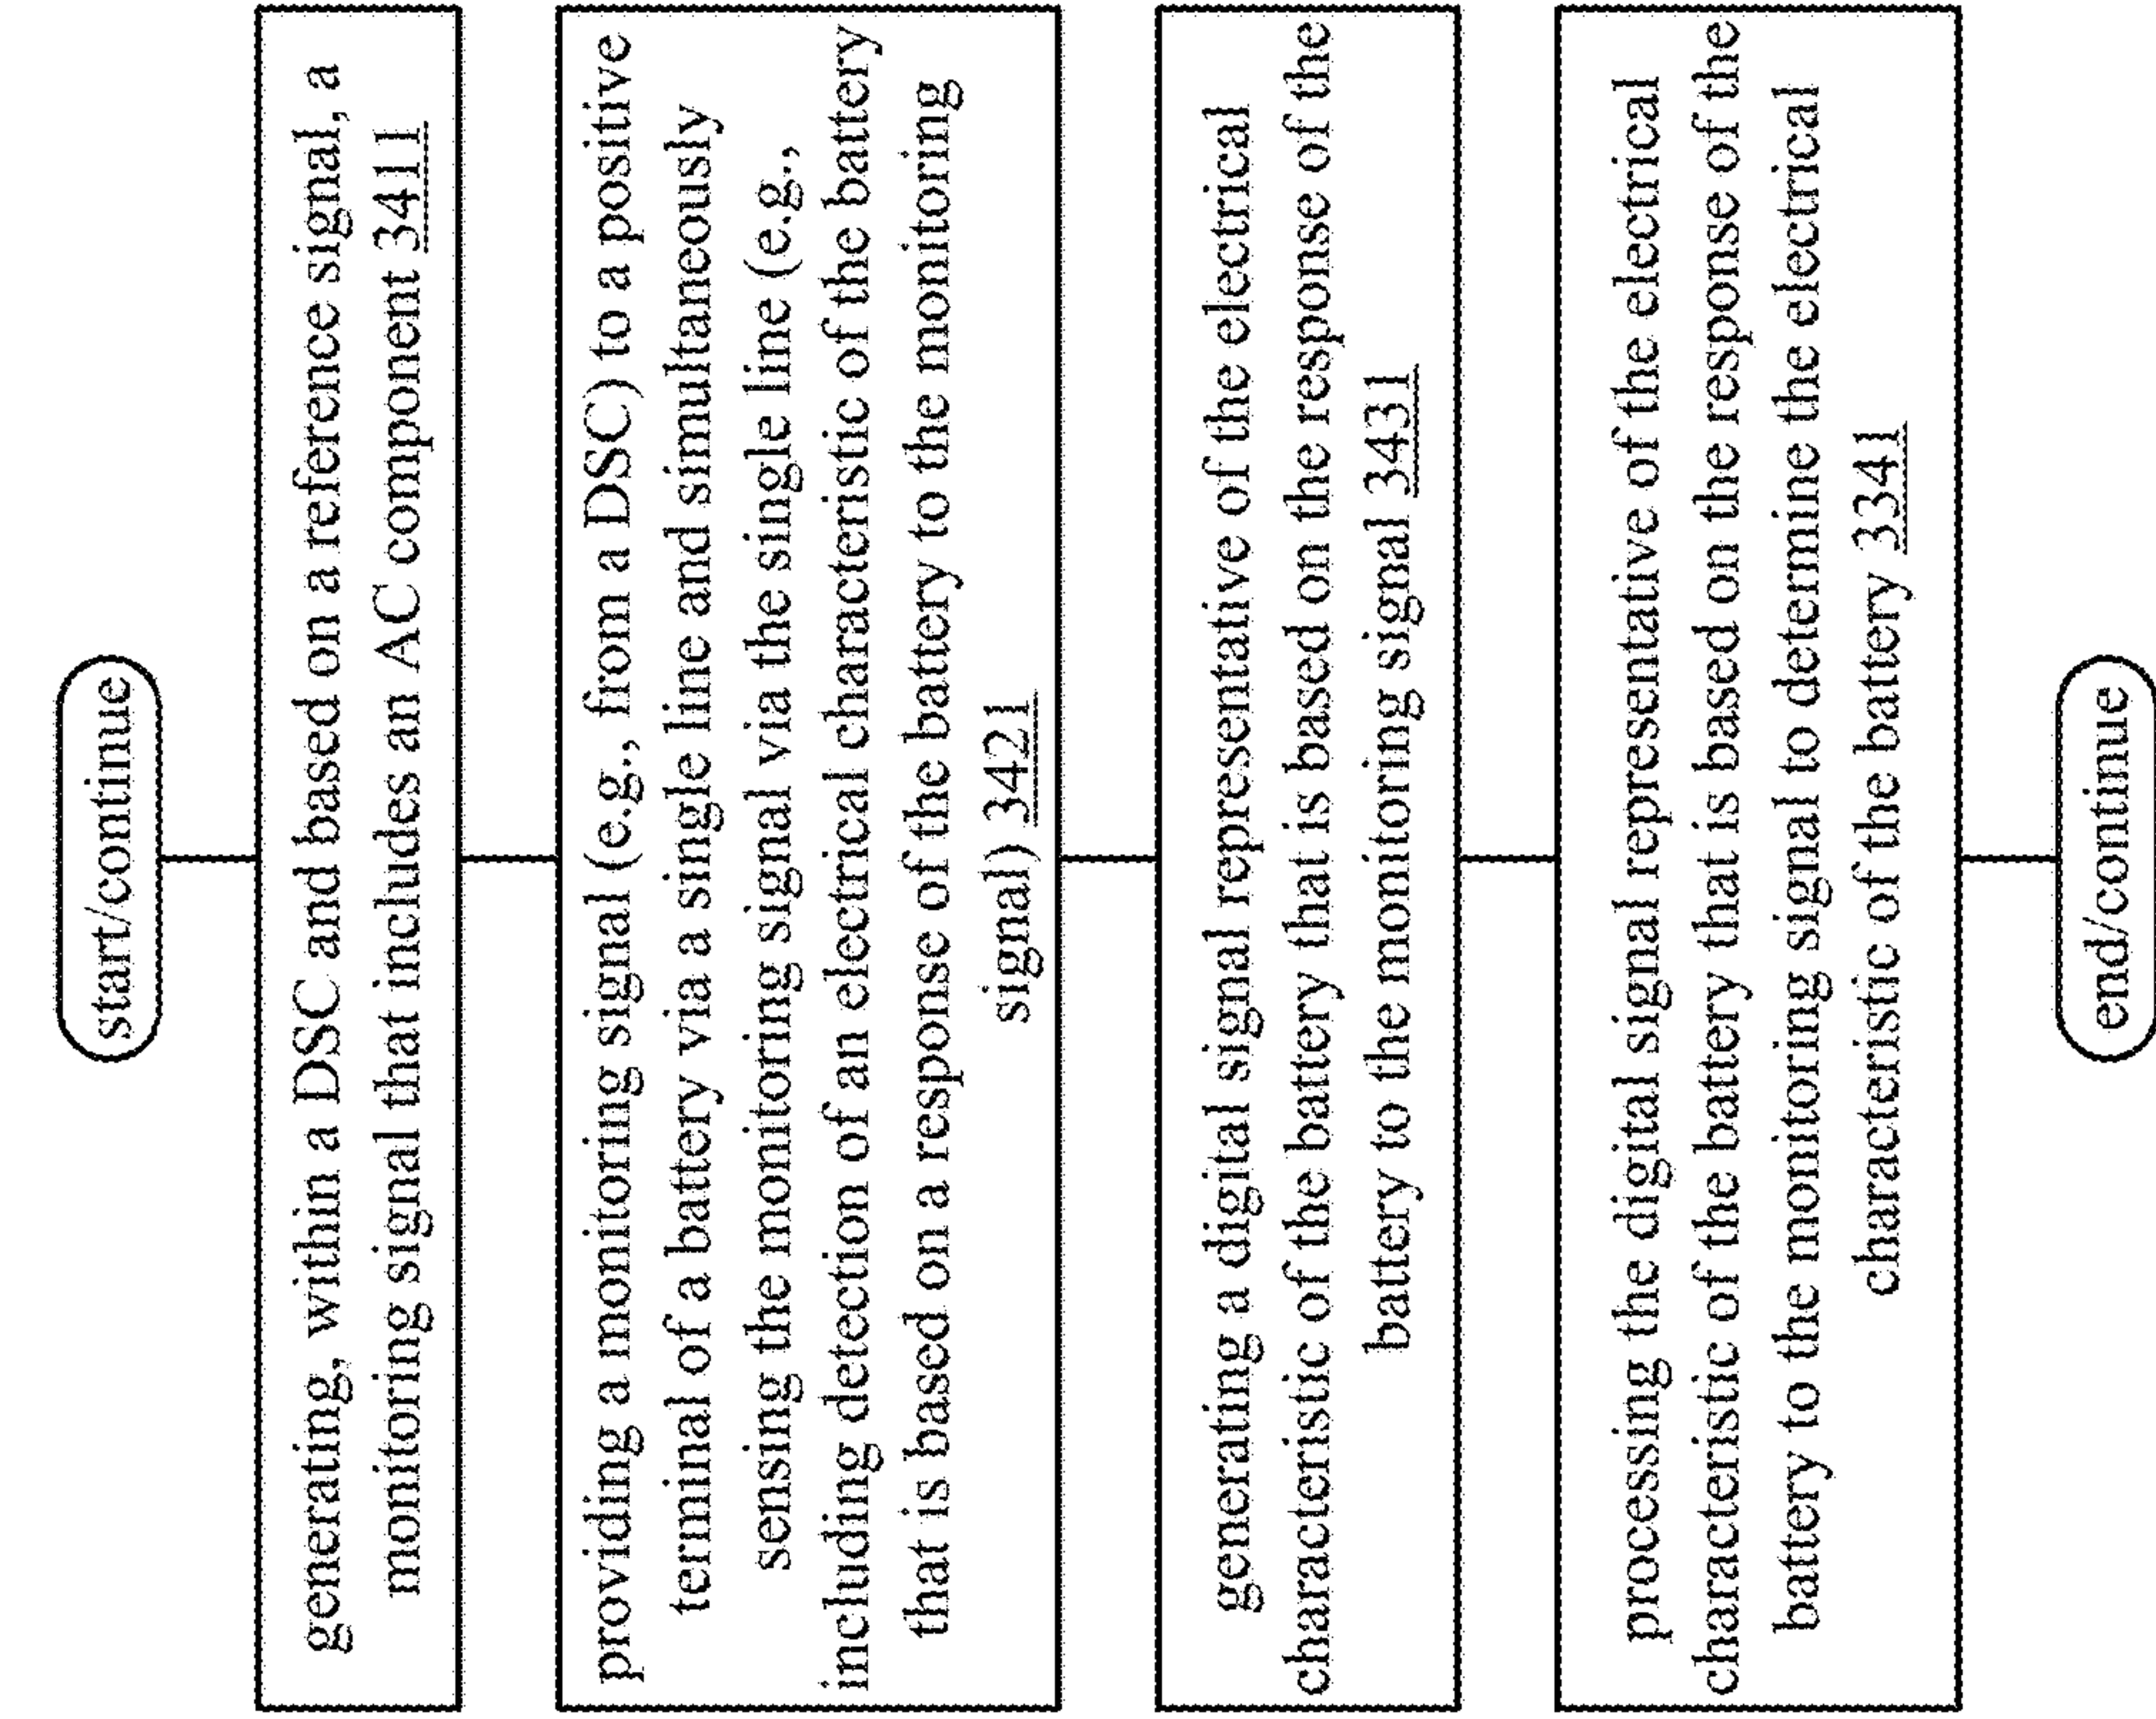 start/continue
generating, within a DSC and based on a reference signal, a
monitoring signal that includes an AC component 3411
providing a monitoring signal (e.g., from a DSC) to a positive
terminal of a battery via a single line and simultaneously
sensing the monitoring signal via the single line (e.g.,
including detection of an electrical characteristic of the battery
that is based on a response of the battery to the monitoring
signal) 3421
generating a digital signal representative of the electrical
characteristic of the battery that is based on the response of the
battery to the monitoring signal 3431
processing the digital signal representative of the electrical
characteristic of the battery that is based on the response of the
battery to the monitoring signal to determine the electrical
characteristic of the battery 3341
end/continue